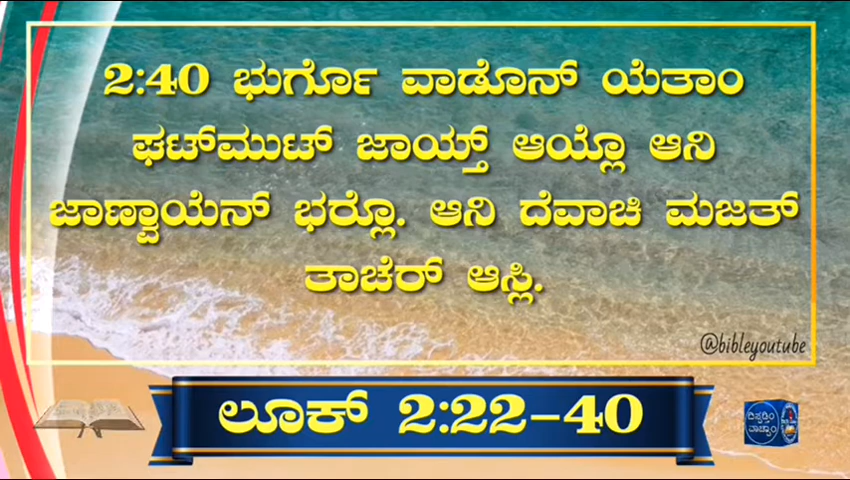 2:40 ಭುರ್ಗೊ ವಾಡೊನ್ ಯೆತಾಂ
ಘಟ್‌ಮುಟ್ ಜಾಯ್ತ್ ಆಯ್ಲೊ ಆನಿ
ಜಾಣ್ವಾಯೆನ್ ಭರ್‍ಲೊ. ಆನಿ ದೆವಾಚಿ ಮಜತ್
ತಾಚೆರ್ ಆಸ್ಲಿ.
@bibleyoutube
ಲೂಕ್ 2:22-40